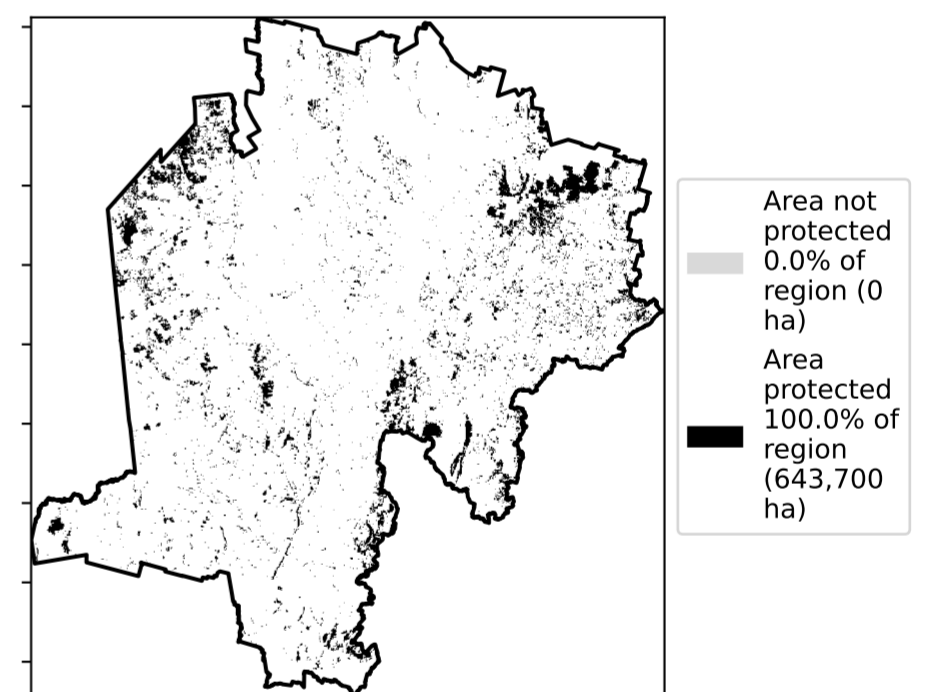 Area not
protected
0.0% of
region (0
ha)
Area
protected
100.0% of
region
(643,700
ha)